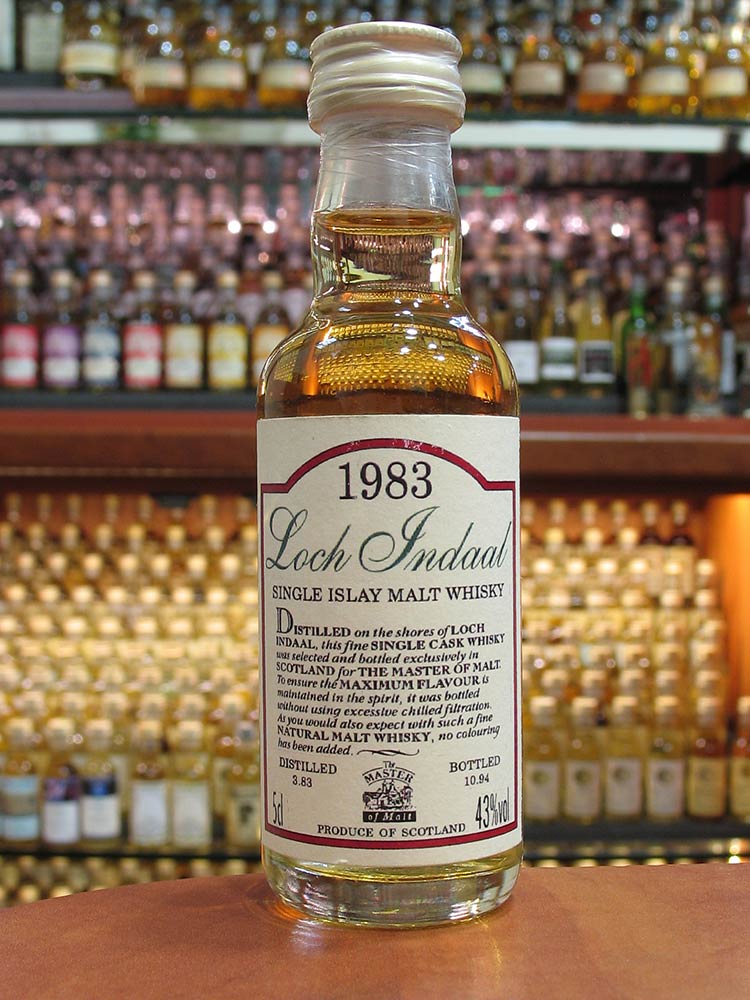 1983
Loch Indaal
SINGLE ISLAY MALT WHISKY
DISTILLED on the shores of LOCH
INDAAL, this fine SINGLE CASK WHISKY
was selected and bottled exclusively in
SCOTLAND for THE MASTER OF MALT.
To ensure the MAXIMUM FLAVOUR is
maintained in the spirit, it was bottled
without using excessive chilled filtration.
As you would also expect with such a fine
NATURAL MALT WHISKY, no colouring
has been added.
DISTILLED
3.83
The
MASTER
of Malt
BOTTLED
10.94
5cl
43%vol
PRODUCE OF SCOTLAND